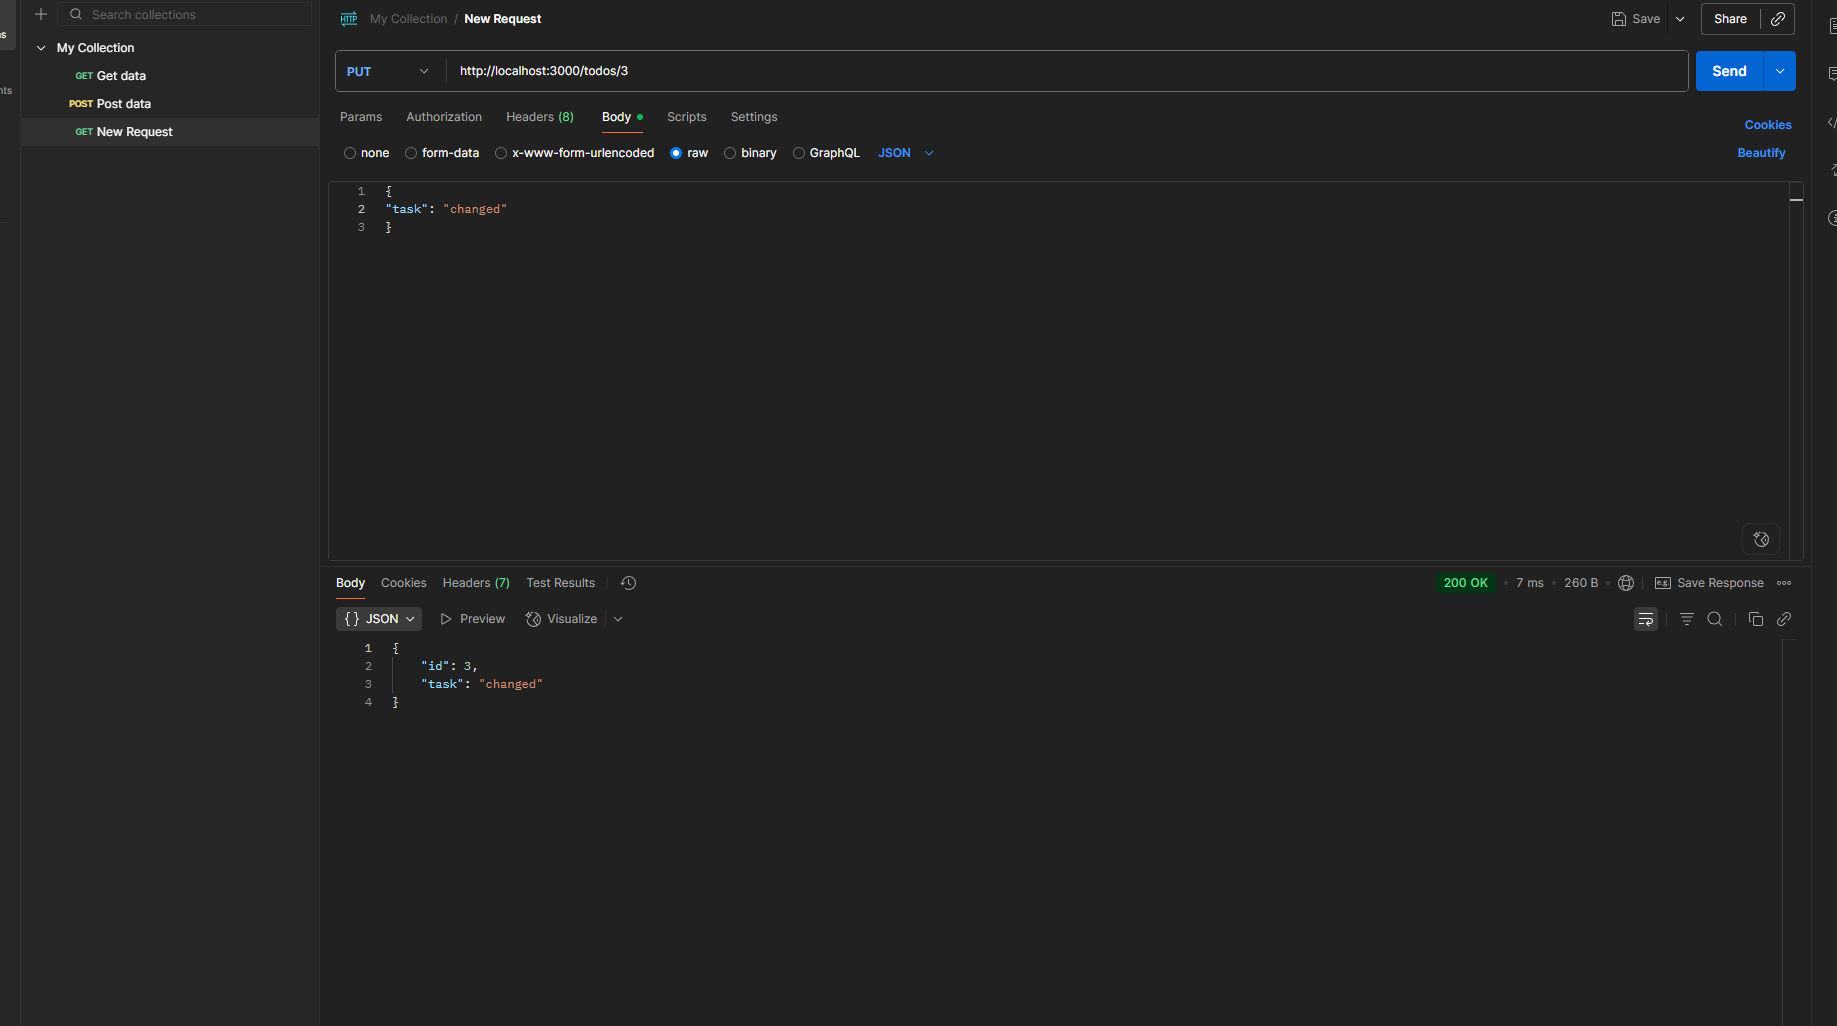 Search collections
My Collection
GET Get data
POST Post data
GET New Request
HTTP My Collection / New Request
Save
Share
PUT http://localhost:3000/todos/3
Send
Params Authorization Headers (8) Body Scripts Settings
Cookies
none form-data x-www-form-urlencoded raw binary GraphQL JSON
Beautify
1 {
2 "task": "changed"
3 }
Body Cookies Headers (7) Test Results
200 OK 7 ms 260 B e.g. Save Response
{} JSON Preview Visualize
1 {
2 "id": 3,
3 "task": "changed"
4 }